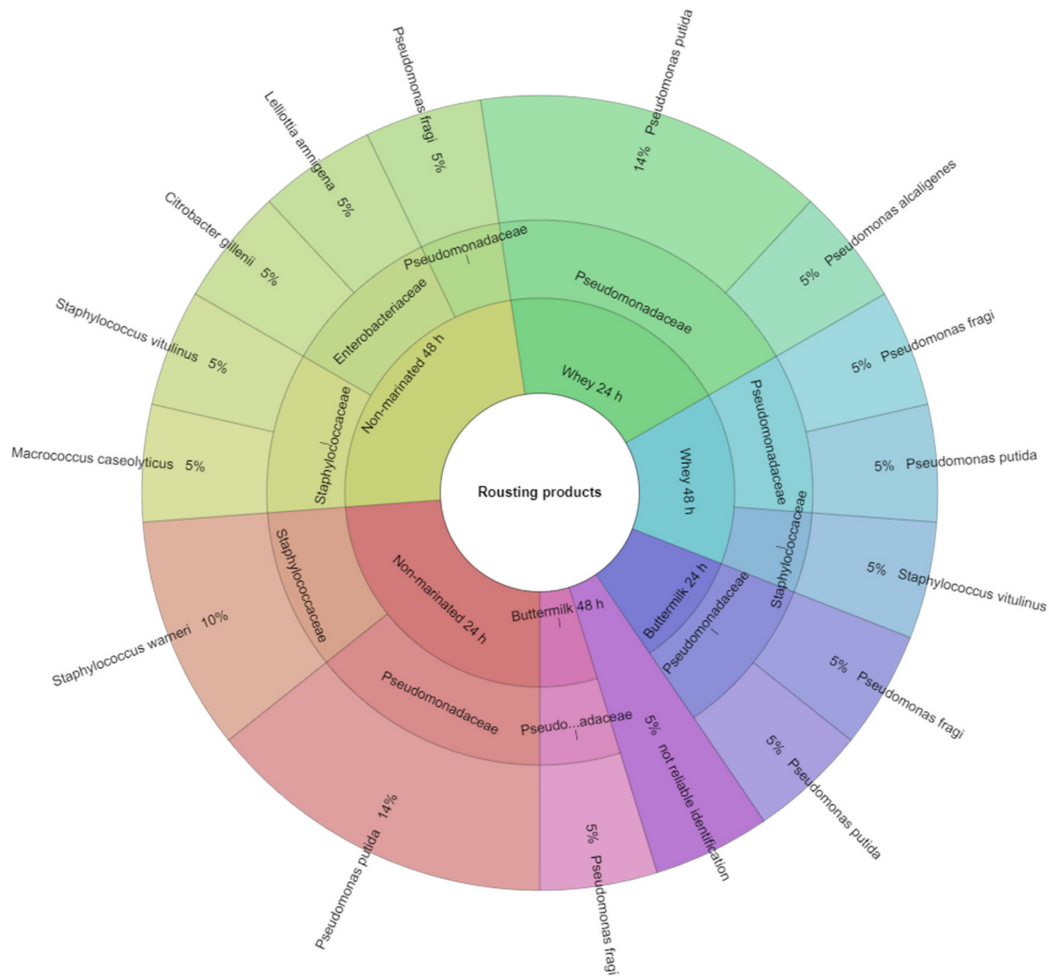 Rousting products
Whey 24 h
Pseudomonadaceae
14% Pseudomonas putida
5% Pseudomonas alcaligenes
Whey 48 h
Pseudomonadaceae
5% Pseudomonas fragi
5% Pseudomonas putida
Staphylococcaceae
5% Staphylococcus vitulinus
Buttermilk 24 h
Pseudomonadaceae
5% Pseudomonas fragi
5% Pseudomonas putida
5% not reliable identification
Buttermilk 48 h
Pseudo...adaceae
5% Pseudomonas fragi
Non-marinated 24 h
Pseudomonadaceae
Pseudomonas putida 14%
Staphylococcaceae
Staphylococcus warneri 10%
Non-marinated 48 h
Staphylococcaceae
Macrococcus caseolyticus 5%
Staphylococcus vitulinus 5%
Enterobacteriaceae
Citrobacter gillenii 5%
Lelliottia amnigena 5%
Pseudomonadaceae
Pseudomonas fragi 5%